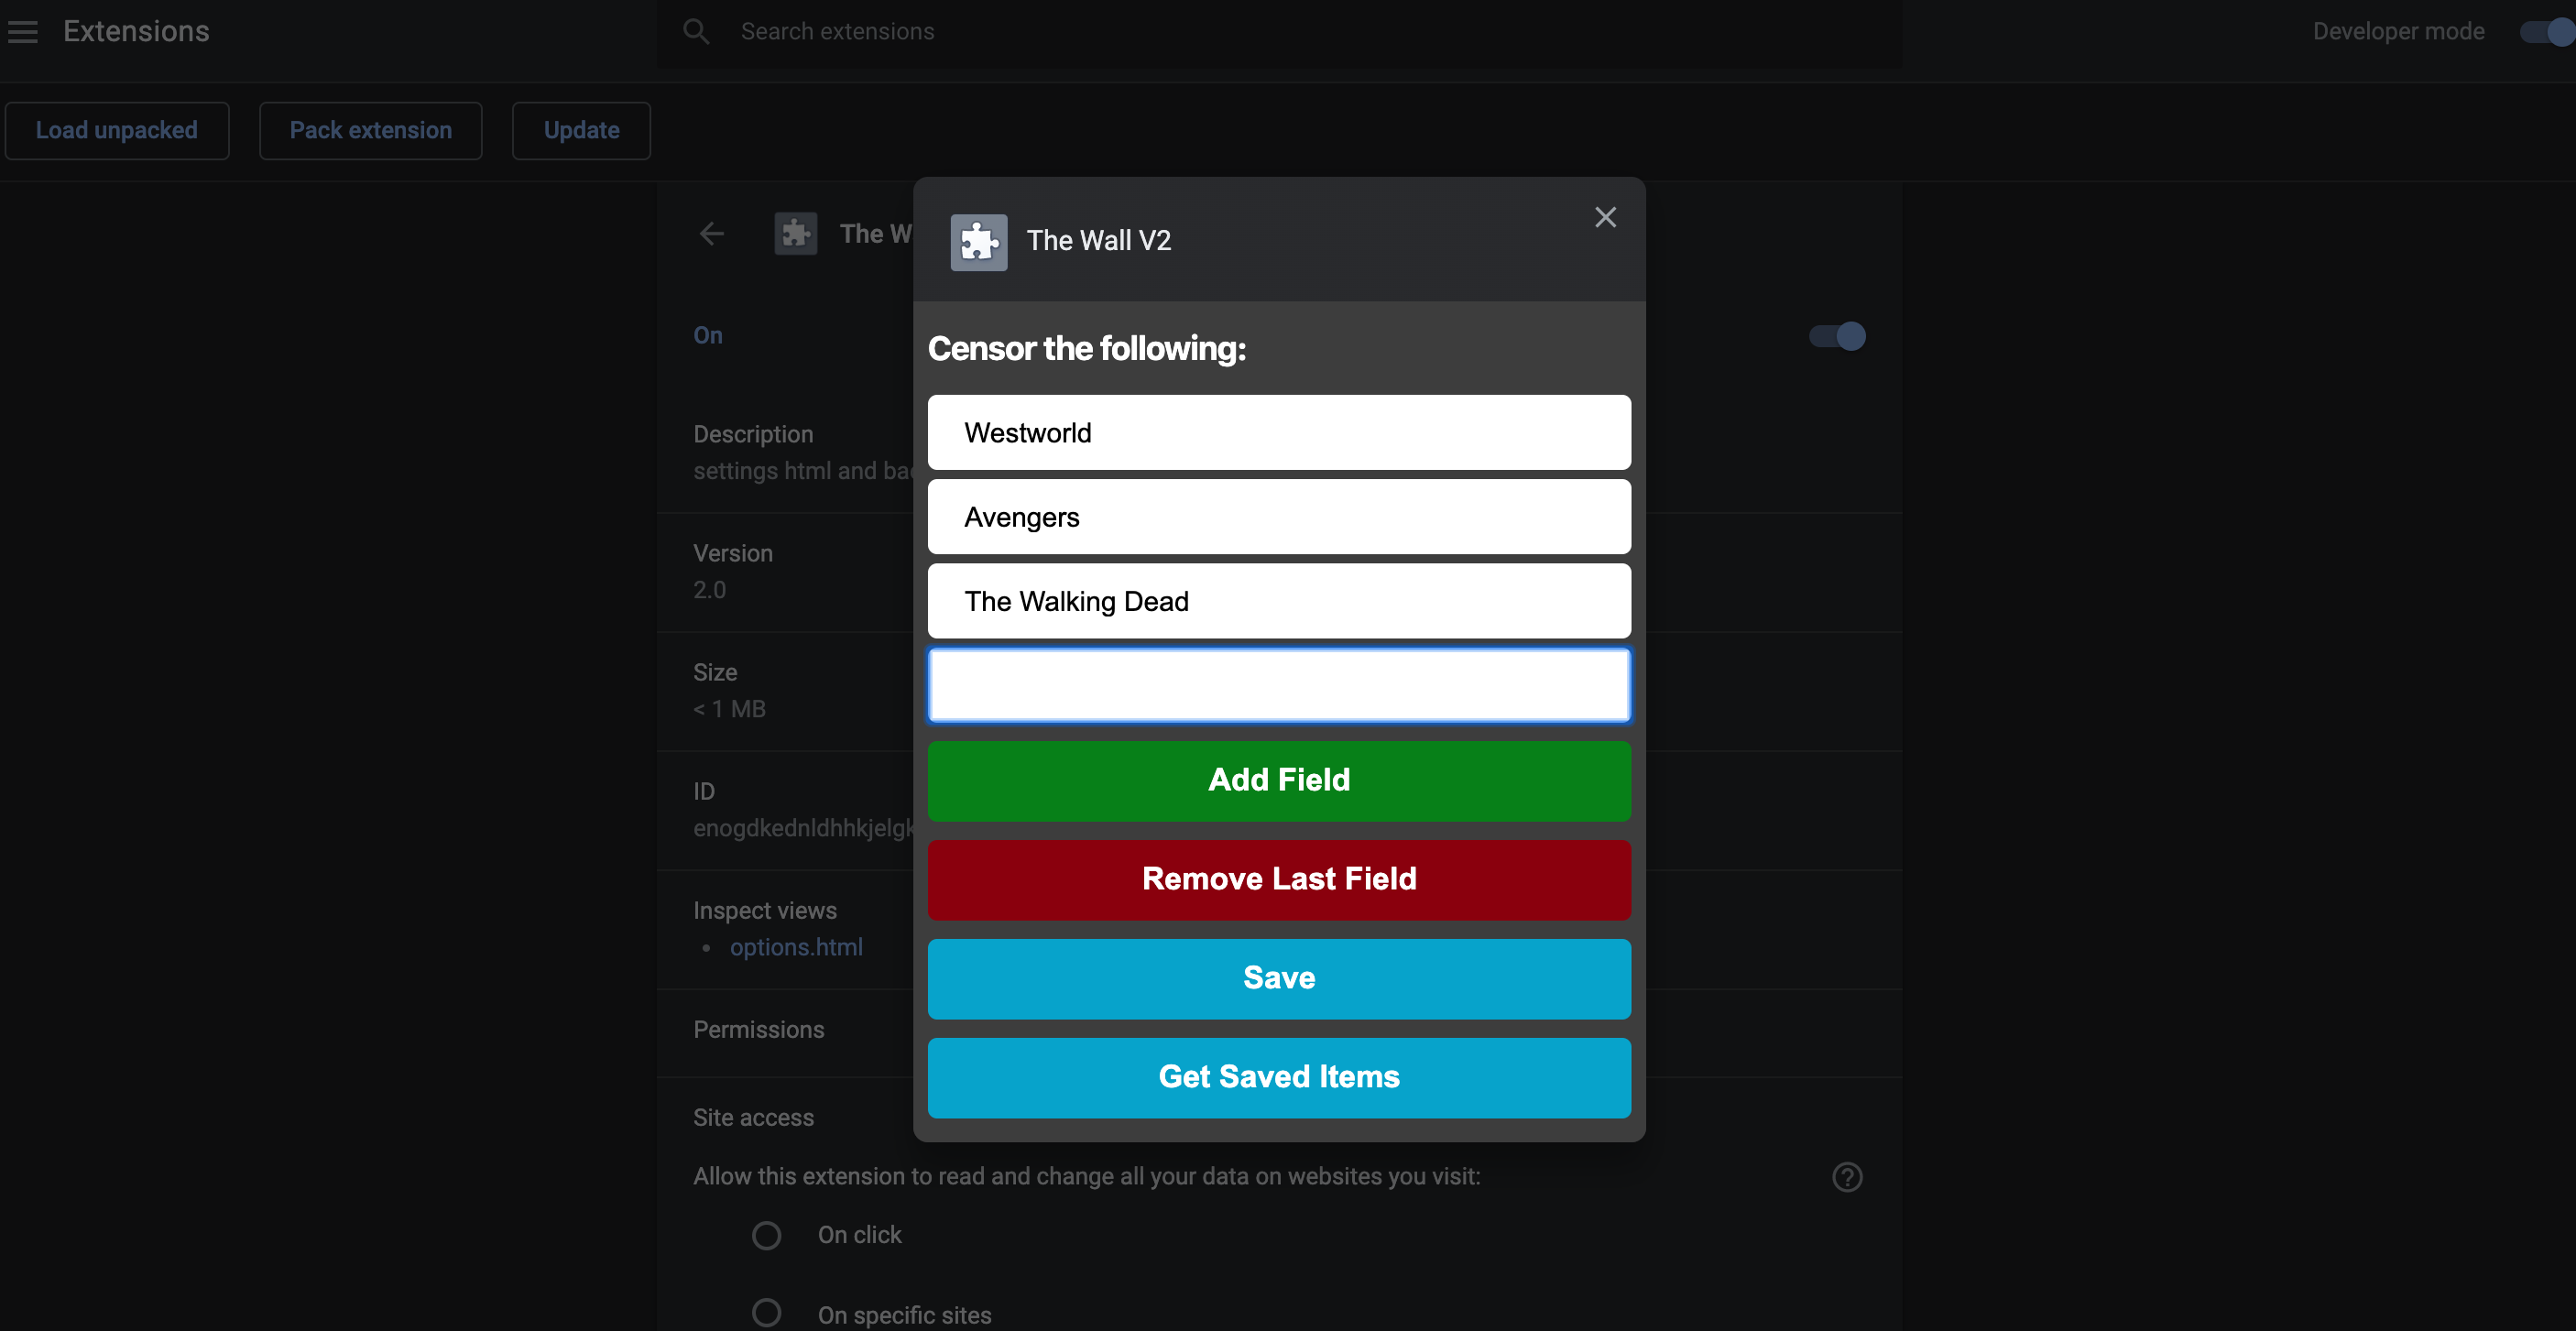 Extensions
Search extensions
Developer mode
Load unpacked
Pack extension
Update
The W
The Wall V2
On
Censor the following:
Westworld
Avengers
The Walking Dead
Add Field
Remove Last Field
Save
Get Saved Items
Description
settings html and
Version
2.0
Size
< 1 MB
ID
Inspect views
• options.html
Permissions
Site access
Allow this extension to read and change all your data on websites you visit:
On click
On specific sites